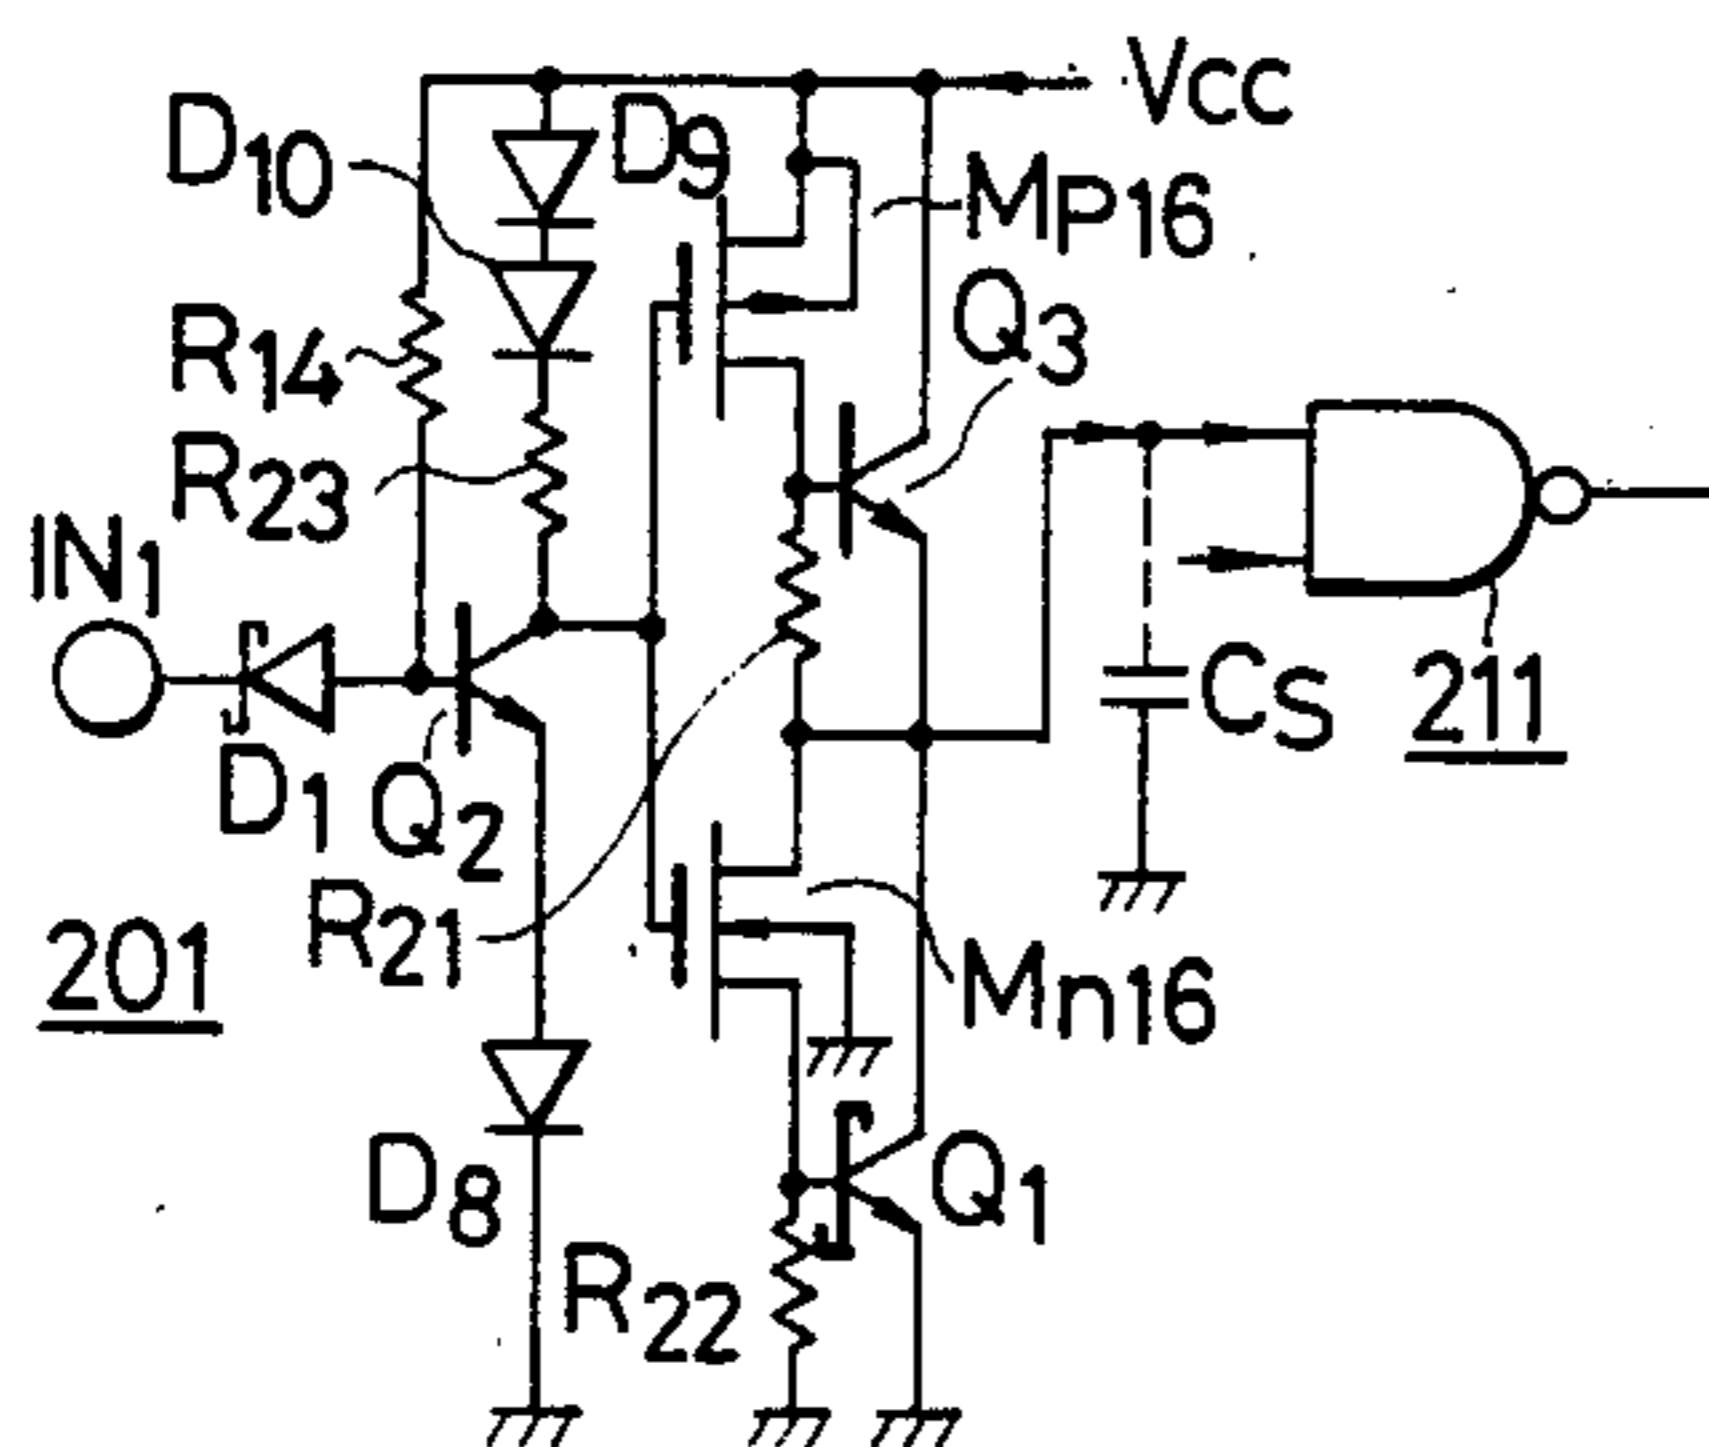 Vcc
D10
D9
Mp16
R14
Q3
R23
IN1
D1
Q2
Cs
211
R21
201
Mn16
D8
Q1
R22